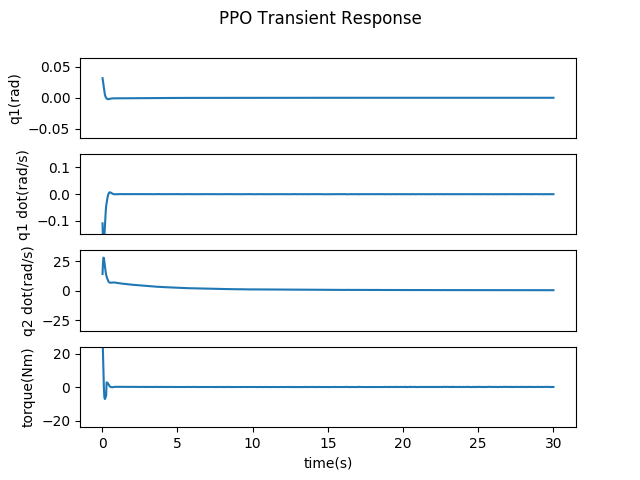 PPO Transient Response
q1(rad)
0.05
0.00
−0.05
q1 dot(rad/s)
0.1
0.0
−0.1
q2 dot(rad/s)
25
0
−25
torque(Nm)
20
0
−20
0 5 10 15 20 25 30
time(s)